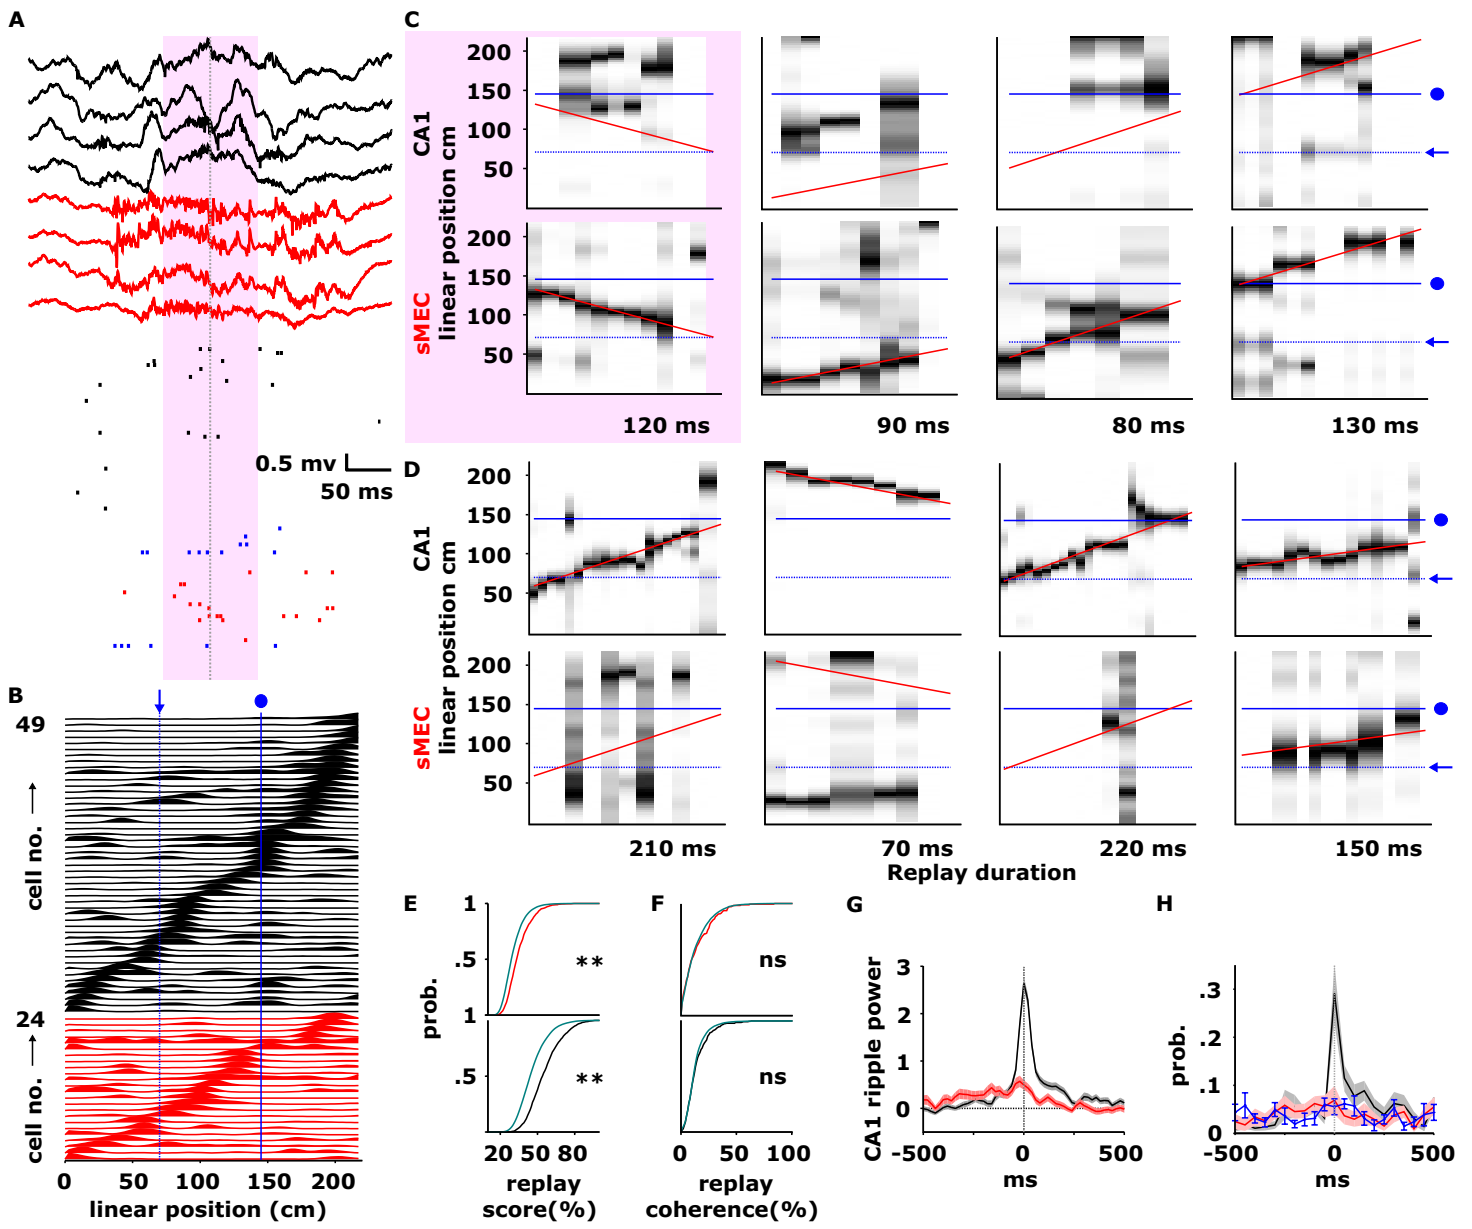 A
0.5 mv
50 ms
B
49
cell no.
24
cell no.
0 50 100 150 200
linear position (cm)
C
CA1
sMEC
linear position cm
200
150
100
50
200
150
100
50
120 ms
90 ms
80 ms
130 ms
D
CA1
sMEC
linear position cm
200
150
100
50
200
150
100
50
210 ms
70 ms
220 ms
150 ms
Replay duration
E
prob.
1
.5
1
.5
**
**
20 50 80
replay
score(%)
F
ns
ns
0 50 100
replay
coherence(%)
G
CA1 ripple power
3
2
1
0
-500 0 500
ms
H
prob.
.3
.2
.1
0
-500 0 500
ms